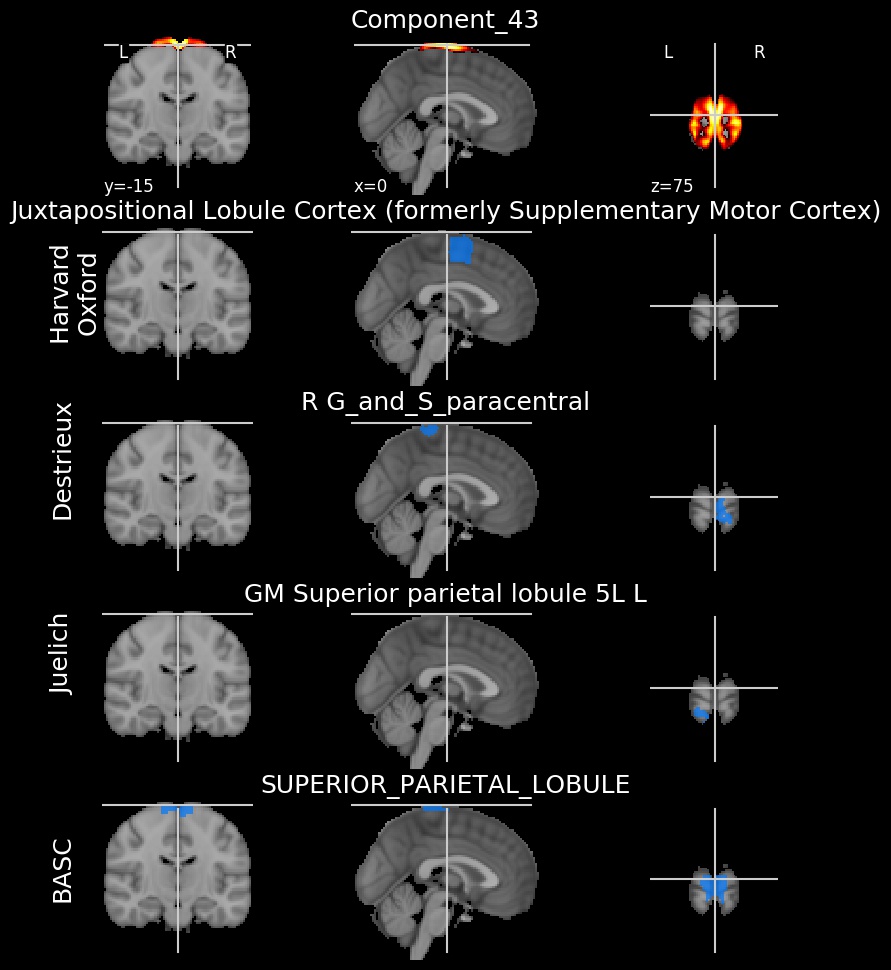 Component_43
L R
L R
y=-15 x=0 z=75
Juxtapositional Lobule Cortex (formerly Supplementary Motor Cortex)
Harvard
Oxford
R G_and_S_paracentral
Destrieux
GM Superior parietal lobule 5L L
Juelich
SUPERIOR_PARIETAL_LOBULE
BASC